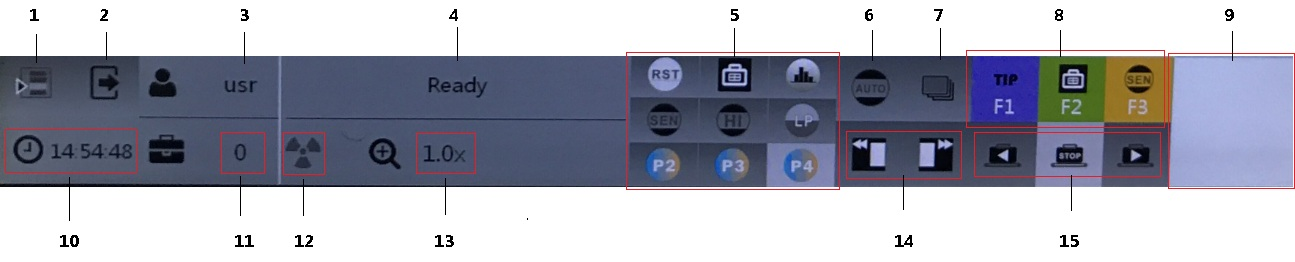 1 2 3 4 5 6 7 8 9
RST
TIP
SEN
AUTO
usr Ready
F1 F2 F3
SEN HI LP
14:54:48 0 1.0x
STOP
P2 P3 P4
10 11 12 13 14 15